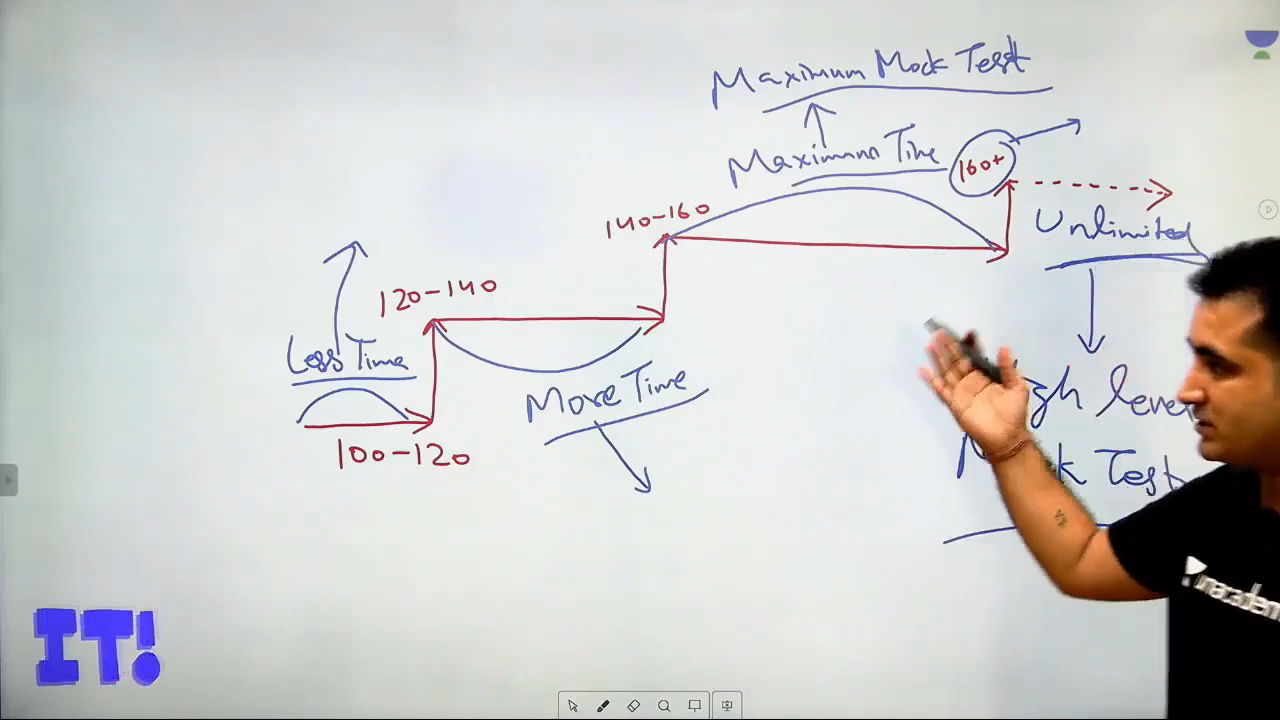 Maximum Mock Test
Maximum Time
160+
140-160
Unlimited
120-140
Less Time
More Time
100-120
level
Test
IT!